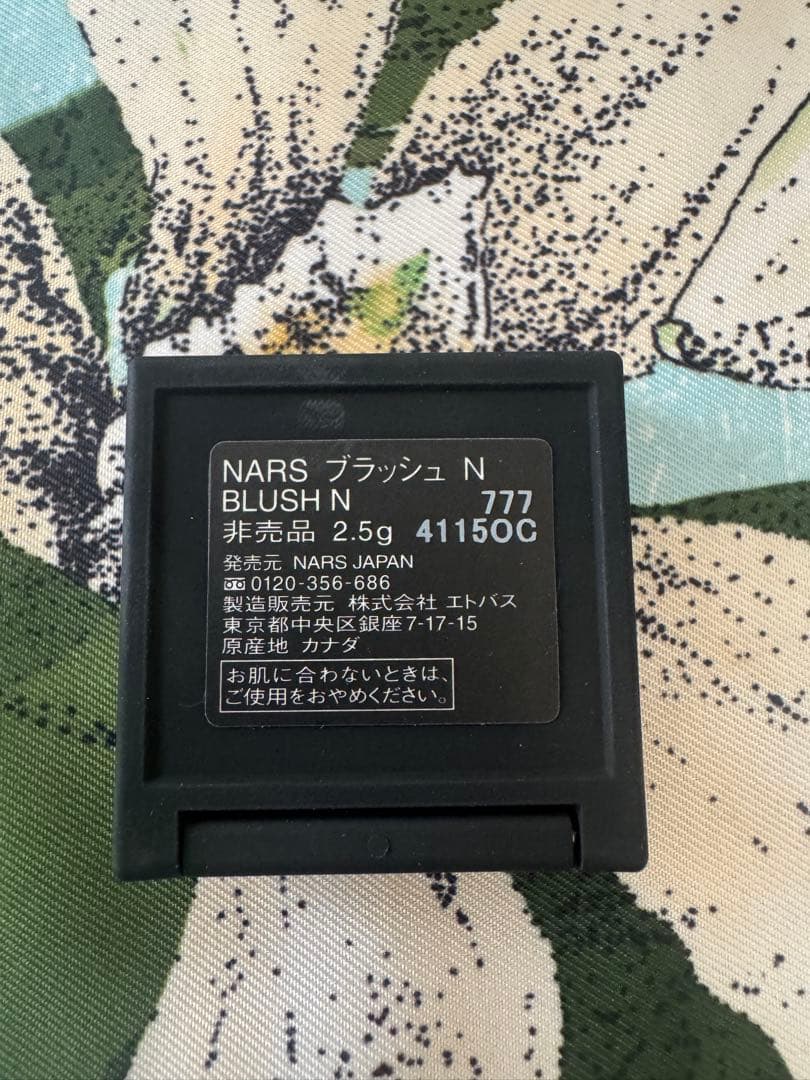 NARS ブラッシュ N
BLUSH N 777
非売品 2.5g 4115OC
発売元 NARS JAPAN
0120-356-686
製造販売元 株式会社 エトバス
東京都中央区銀座7-17-15
原産地 カナダ
お肌に合わないときは、
ご使用をおやめください。